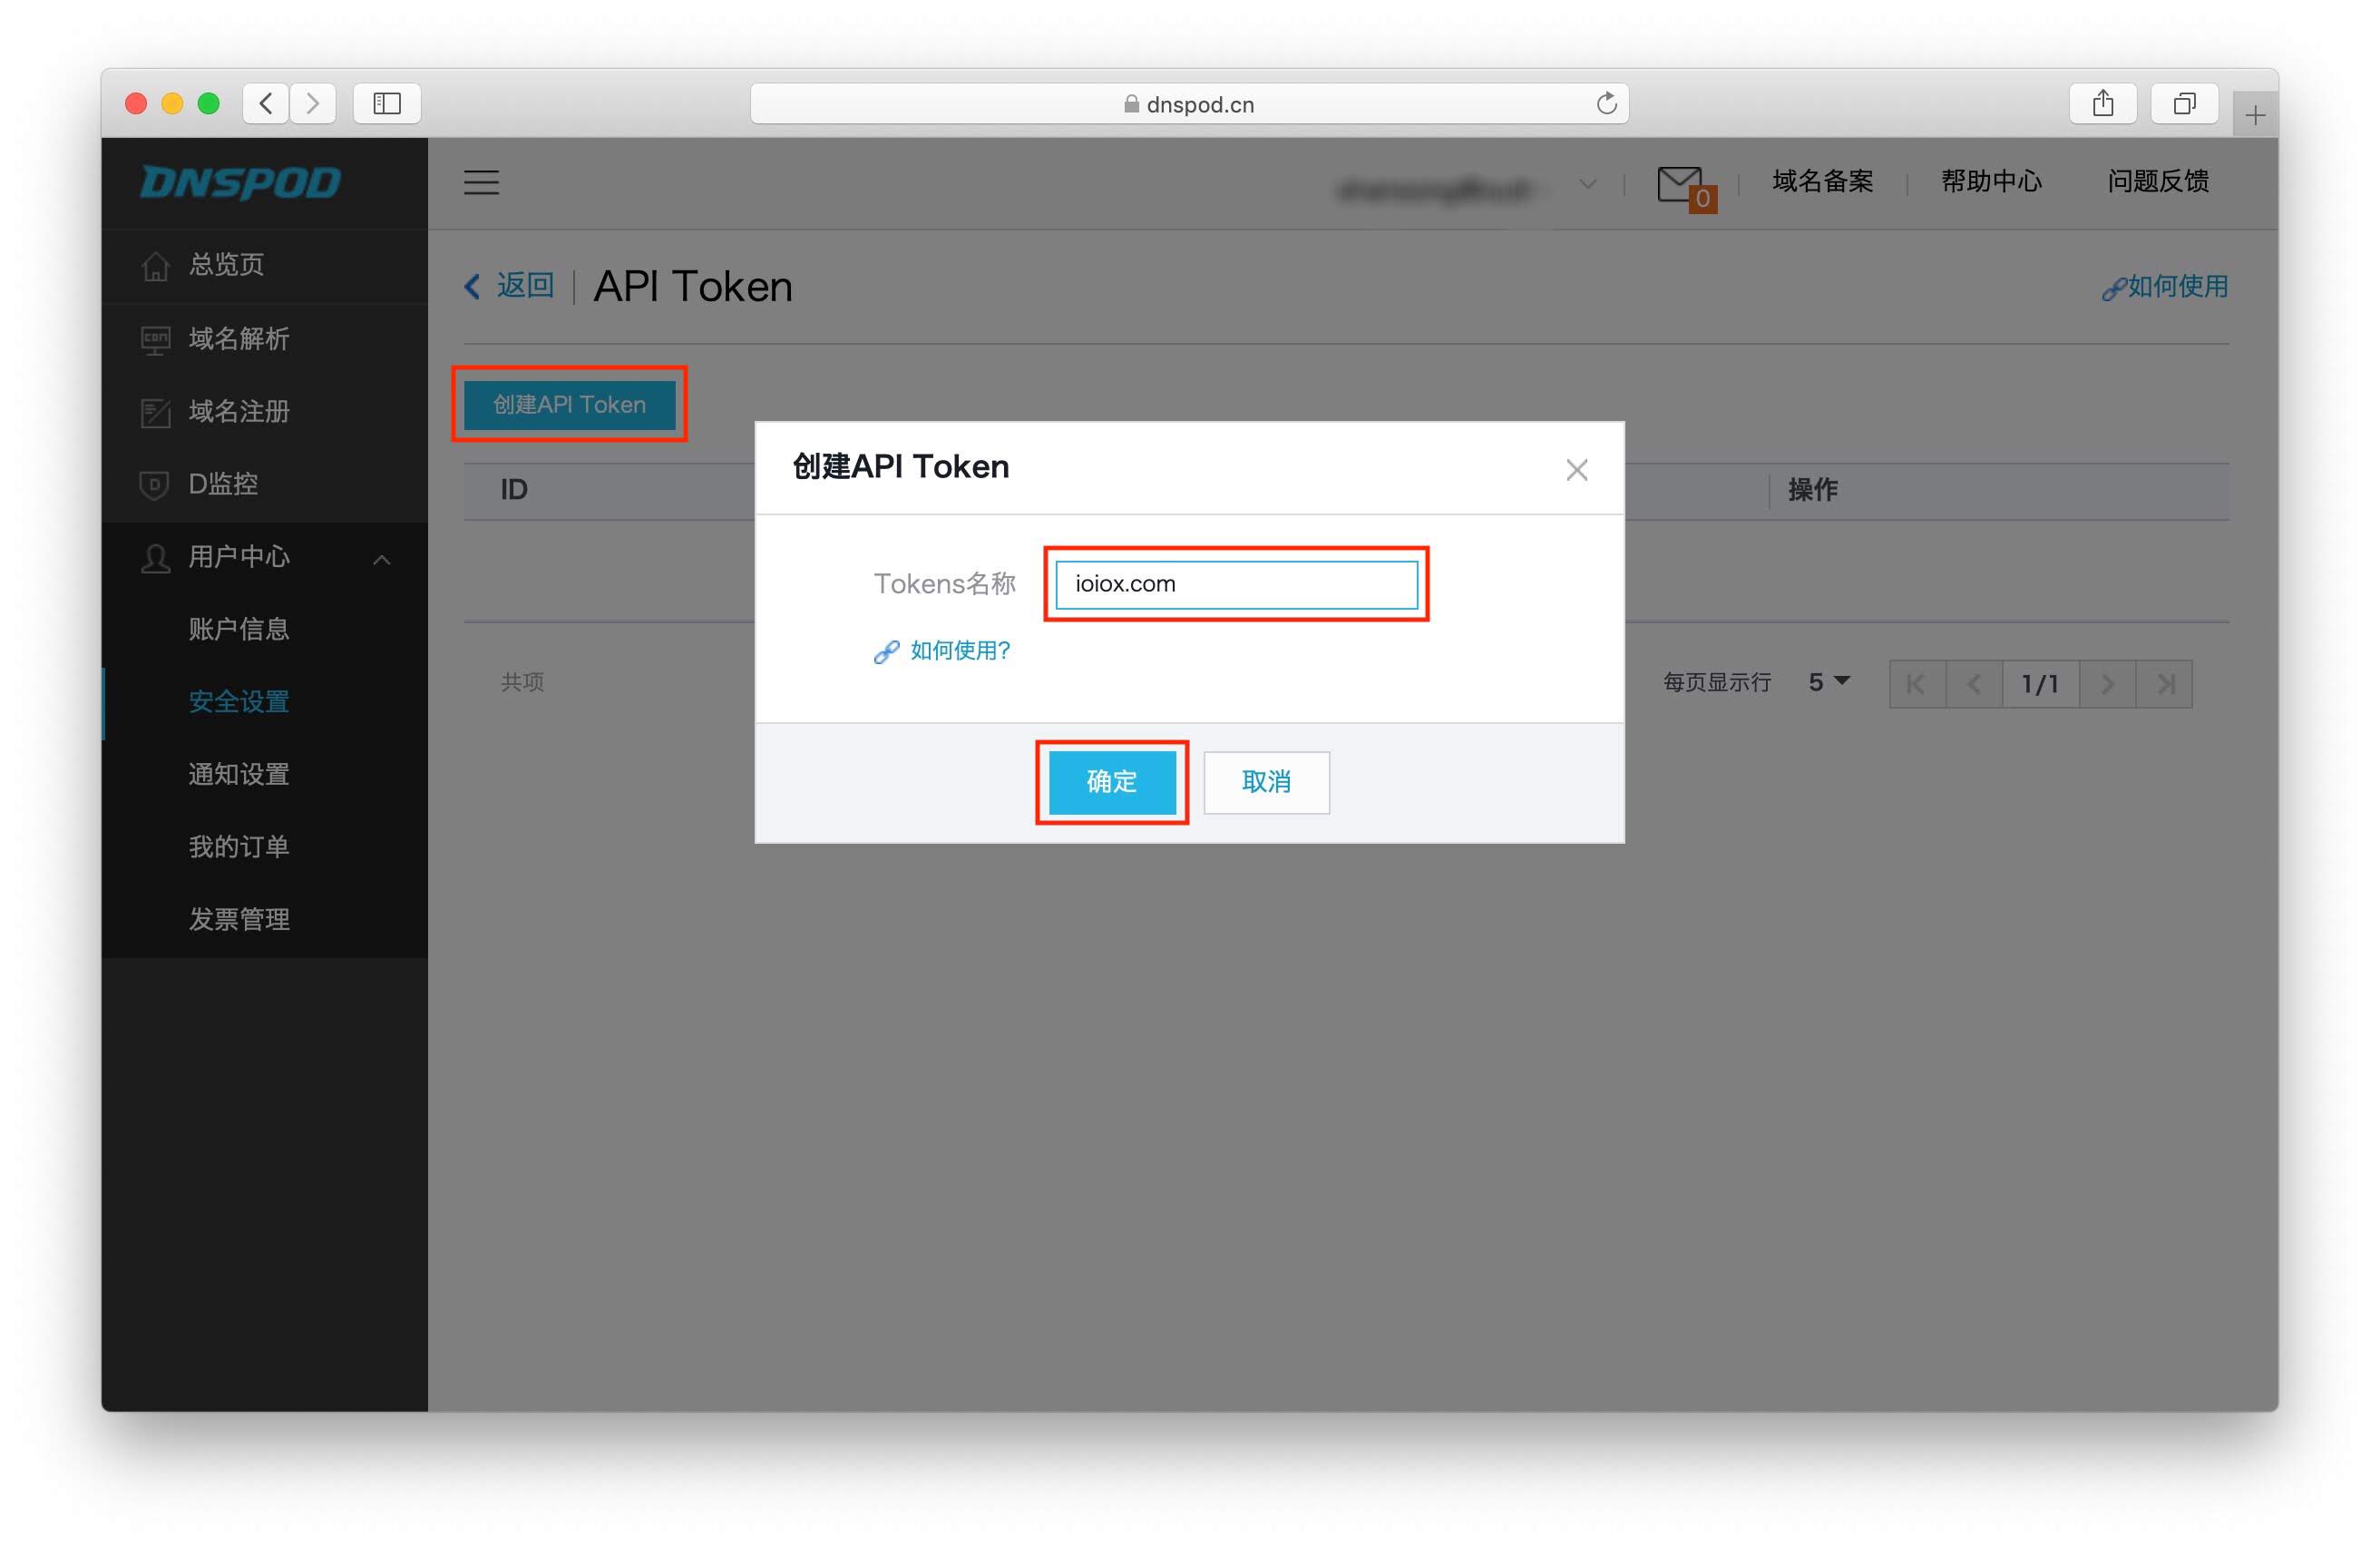 dnspod.cn
DNSPOD
0
域名备案
帮助中心
问题反馈
总览页
域名解析
域名注册
D监控
用户中心
账户信息
安全设置
通知设置
我的订单
发票管理
返回
API Token
如何使用
创建API Token
ID
操作
共项
每页显示行
5
1/1
创建API Token
Tokens名称
ioiox.com
如何使用?
确定
取消